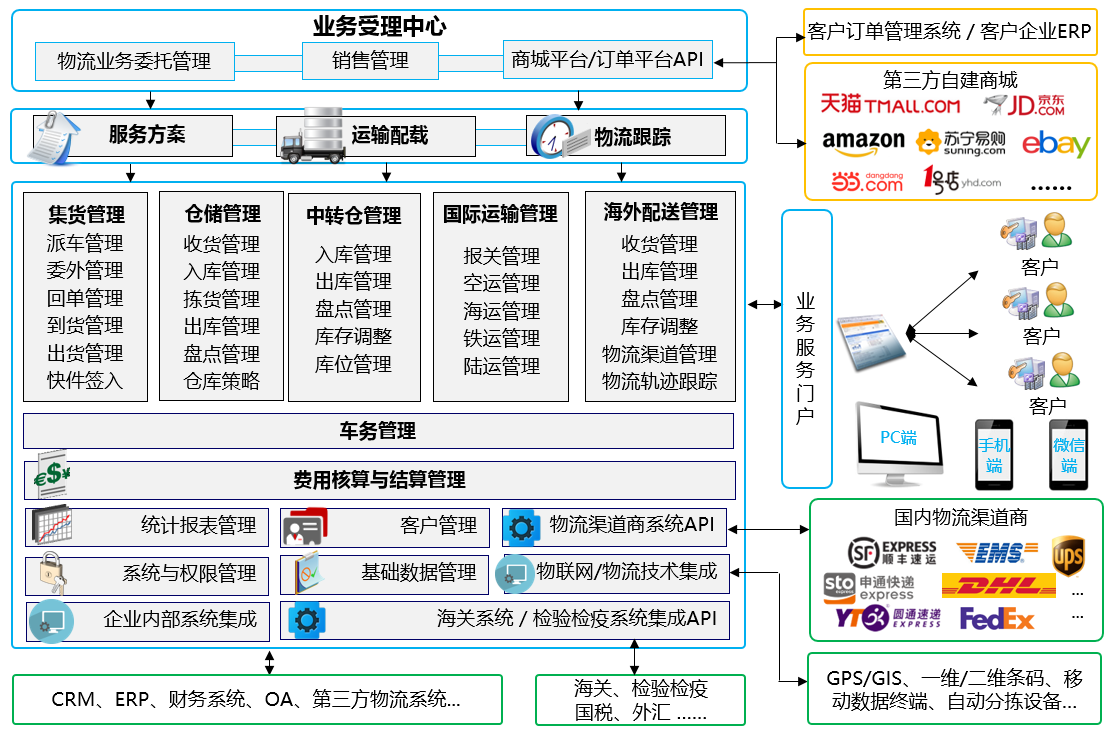 业务受理中心
物流业务委托管理
销售管理
商城平台/订单平台API
客户订单管理系统 / 客户企业ERP
第三方自建商城
天猫 TMALL.COM
JD.京东
.COM
amazon
苏宁易购
suning.com
ebay
当当.com
dangdang
1号店 yhd.com
......
服务方案
运输配载
物流跟踪
集货管理
派车管理
委外管理
回单管理
到货管理
出货管理
快件签入
仓储管理
收货管理
入库管理
拣货管理
出库管理
盘点管理
仓库策略
中转仓管理
入库管理
出库管理
盘点管理
库存调整
库位管理
国际运输管理
报关管理
空运管理
海运管理
铁运管理
陆运管理
海外配送管理
收货管理
出库管理
盘点管理
库存调整
物流渠道管理
物流轨迹跟踪
业务服务门户
客户
客户
客户
PC端
手机
端
微信
端
车务管理
€$¥
费用核算与结算管理
统计报表管理
客户管理
物流渠道商系统API
系统与权限管理
基础数据管理
物联网/物流技术集成
企业内部系统集成
海关系统 / 检验检疫系统集成API
国内物流渠道商
SF EXPRESS
顺丰速运
EMS
ups
sto 申通快递
express
DHL
...
YTO 圆通速递
EXPRESS
FedEx
...
CRM、ERP、财务系统、OA、第三方物流系统...
海关、检验检疫
国税、外汇 ......
GPS/GIS、一维/二维条码、移
动数据终端、自动分拣设备...